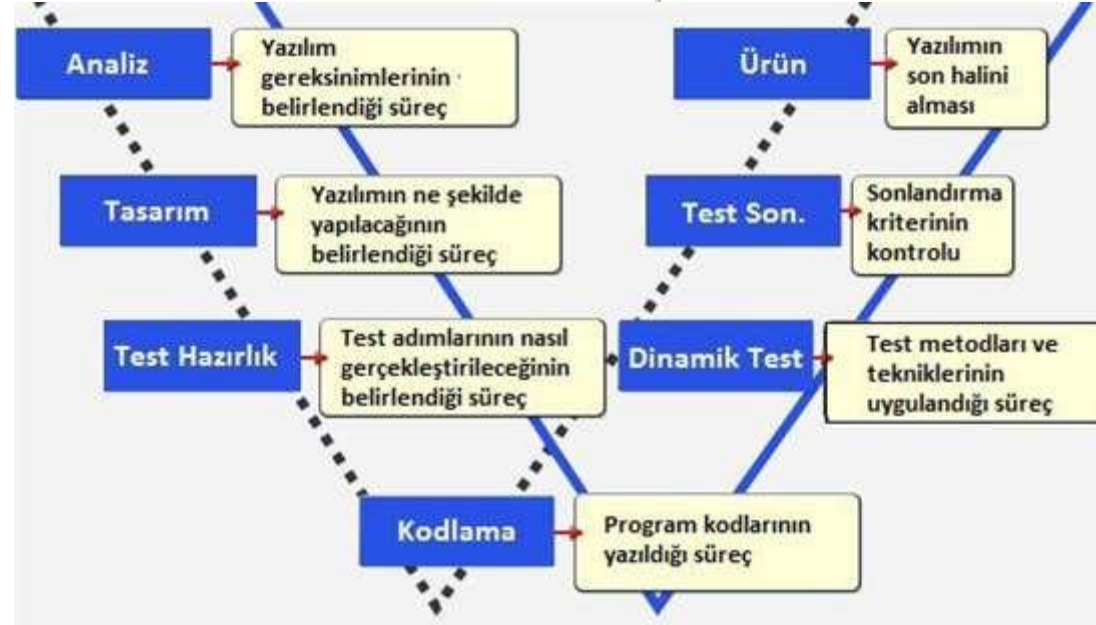 Analiz
Yazılım
gereksinimlerinin
belirlendiği süreç
Tasarım
Yazılımın ne şekilde
yapılacağının
belirlendiği süreç
Test Hazırlık
Test adımlarının nasıl
gerçekleştirileceğinin
belirlendiği süreç
Kodlama
Program kodlarının
yazıldığı süreç
Dinamik Test
Test metodları ve
tekniklerinin
uygulandığı süreç
Test Son.
Sonlandırma
kriterinin
kontrolu
Ürün
Yazılımın
son halini
alması